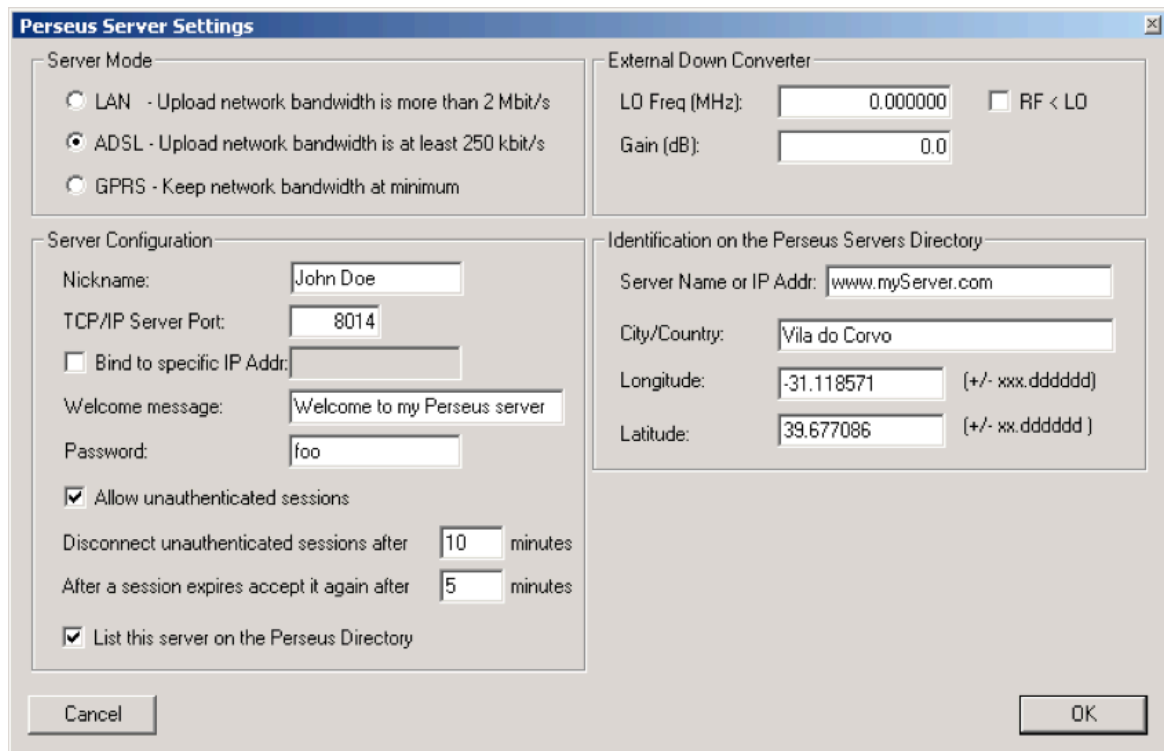 Perseus Server Settings
Server Mode
LAN - Upload network bandwidth is more than 2 Mbit/s
ADSL - Upload network bandwidth is at least 250 kbit/s
GPRS - Keep network bandwidth at minimum
External Down Converter
LO Freq (MHz): 0.000000 RF < LO
Gain (dB): 0.0
Server Configuration
Nickname: John Doe
TCP/IP Server Port: 8014
Bind to specific IP Addr:
Welcome message: Welcome to my Perseus server
Password: foo
Allow unauthenticated sessions
Disconnect unauthenticated sessions after 10 minutes
After a session expires accept it again after 5 minutes
List this server on the Perseus Directory
Identification on the Perseus Servers Directory
Server Name or IP Addr: www.myServer.com
City/Country: Vila do Corvo
Longitude: -31.118571 (+/- xxx.dddddd)
Latitude: 39.677086 (+/- xx.dddddd )
Cancel
OK